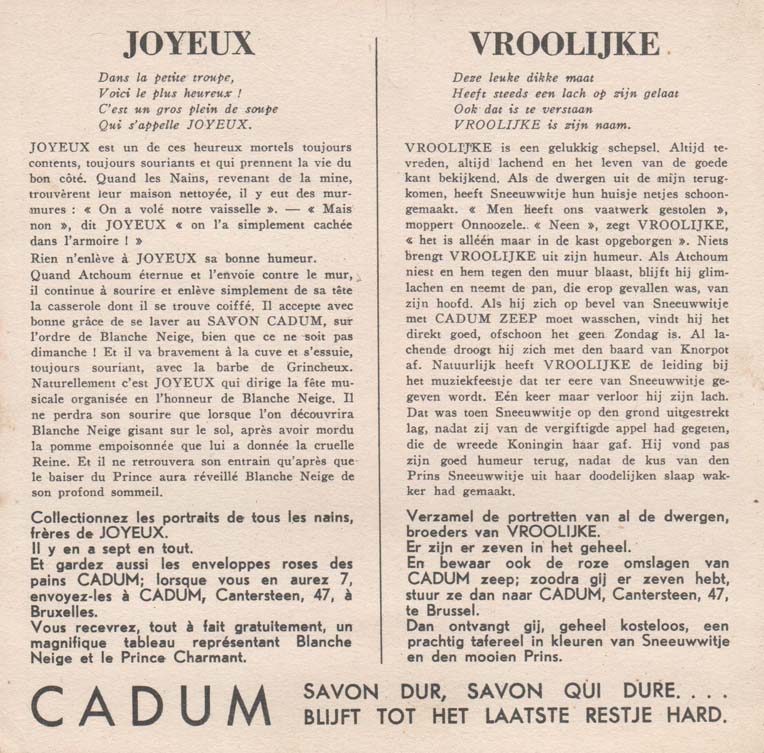 JOYEUX
Dans la petite troupe,
Voici le plus heureux !
C'est un gros plein de soupe
Qui s'appelle JOYEUX.
JOYEUX est un de ces heureux mortels toujours
contents, toujours souriants et qui prennent la vie du
bon côté. Quand les Nains, revenant de la mine,
trouvèrent leur maison nettoyée, il y eut des mur-
mures : « On a volé notre vaisselle ». — « Mais
non », dit JOYEUX « on l'a simplement cachée
dans l'armoire ! »
Rien n'enlève à JOYEUX sa bonne humeur.
Quand Atchoum éternue et l'envoie contre le mur,
il continue à sourire et enlève simplement de sa tête
la casserole dont il se trouve coiffé. Il accepte avec
bonne grâce de se laver au SAVON CADUM, sur
l'ordre de Blanche Neige, bien que ce ne soit pas
dimanche ! Et il va bravement à la cuve et s'essuie,
toujours souriant, avec la barbe de Grincheux.
Naturellement c'est JOYEUX qui dirige la fête mu-
sicale organisée en l'honneur de Blanche Neige. Il
ne perdra son sourire que lorsque l'on découvrira
Blanche Neige gisant sur le sol, après avoir mordu
la pomme empoisonnée que lui a donnée la cruelle
Reine. Et il ne retrouvera son entrain qu'après que
le baiser du Prince aura réveillé Blanche Neige de
son profond sommeil.
Collectionnez les portraits de tous les nains,
frères de JOYEUX.
Il y en a sept en tout.
Et gardez aussi les enveloppes roses des
pains CADUM; lorsque vous en aurez 7,
envoyez-les à CADUM, Cantersteen, 47, à
Bruxelles.
Vous recevrez, tout à fait gratuitement, un
magnifique tableau représentant Blanche
Neige et le Prince Charmant.
VROOLIJKE
Deze leuke dikke maat
Heeft steeds een lach op zijn gelaat
Ook dat is te verstaan
VROOLIJKE is zijn naam.
VROOLIJKE is een gelukkig schepsel. Altijd te-
vreden, altijd lachend en het leven van de goede
kant bekijkend. Als de dwergen uit de mijn terug-
komen, heeft Sneeuwwitje hun huisje netjes schoon-
gemaakt. « Men heeft ons vaatwerk gestolen »,
moppert Onnoozele. « Neen », zegt VROOLIJKE,
« het is alléén maar in de kast opgeborgen ». Niets
brengt VROOLIJKE uit zijn humeur. Als Atchoum
niest en hem tegen den muur blaast, blijft hij glim-
lachen en neemt de pan, die erop gevallen was, van
zijn hoofd. Als hij zich op bevel van Sneeuwwitje
met CADUM ZEEP moet wasschen, vindt hij het
direkt goed, ofschoon het geen Zondag is. Al la-
chende droogt hij zich met den baard van Knorpot
af. Natuurlijk heeft VROOLIJKE de leiding bij
het muziekfeestje dat ter eere van Sneeuwwitje ge-
geven wordt. Eén keer maar verloor hij zijn lach.
Dat was toen Sneeuwwitje op den grond uitgestrekt
lag, nadat zij van de vergiftigde appel had gegeten,
die de wreede Koningin haar gaf. Hij vond pas
zijn goed humeur terug, nadat de kus van den
Prins Sneeuwwitje uit haar doodelijken slaap wak-
ker had gemaakt.
Verzamel de portretten van al de dwergen,
broeders van VROOLIJKE.
Er zijn er zeven in het geheel.
En bewaar ook de roze omslagen van
CADUM zeep; zoodra gij er zeven hebt,
stuur ze dan naar CADUM, Cantersteen, 47,
te Brussel.
Dan ontvangt gij, geheel kosteloos, een
prachtig tafereel in kleuren van Sneeuwwitje
en den mooien Prins.
CADUM
SAVON DUR, SAVON QUI DURE. . . .
BLIJFT TOT HET LAATSTE RESTJE HARD.